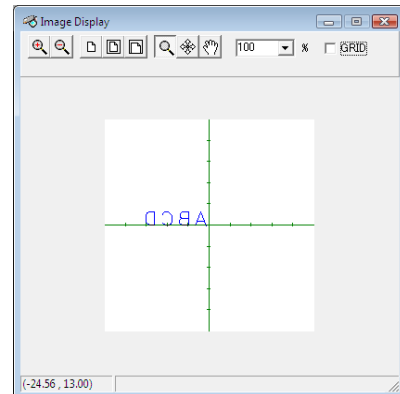 Image Display
100 % GRID
ABCD
(-24.56 , 13.00)